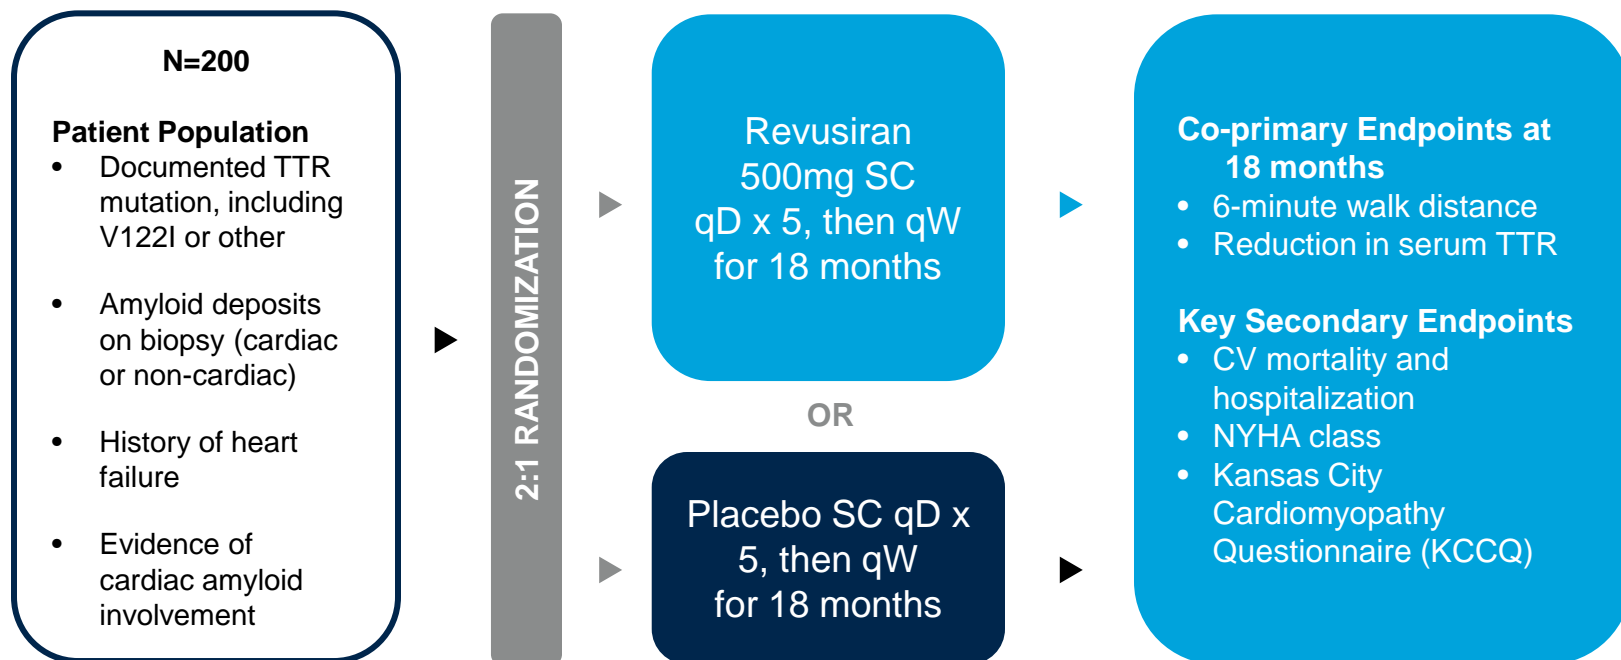 N=200
Patient Population
• Documented TTR
mutation, including
V122I or other
• Amyloid deposits
on biopsy (cardiac
or non-cardiac)
• History of heart
failure
• Evidence of
cardiac amyloid
involvement
2:1 RANDOMIZATION
Revusiran
500mg SC
qD x 5, then qW
for 18 months
OR
Placebo SC qD x
5, then qW
for 18 months
Co-primary Endpoints at
18 months
• 6-minute walk distance
• Reduction in serum TTR
Key Secondary Endpoints
• CV mortality and
hospitalization
• NYHA class
• Kansas City
Cardiomyopathy
Questionnaire (KCCQ)